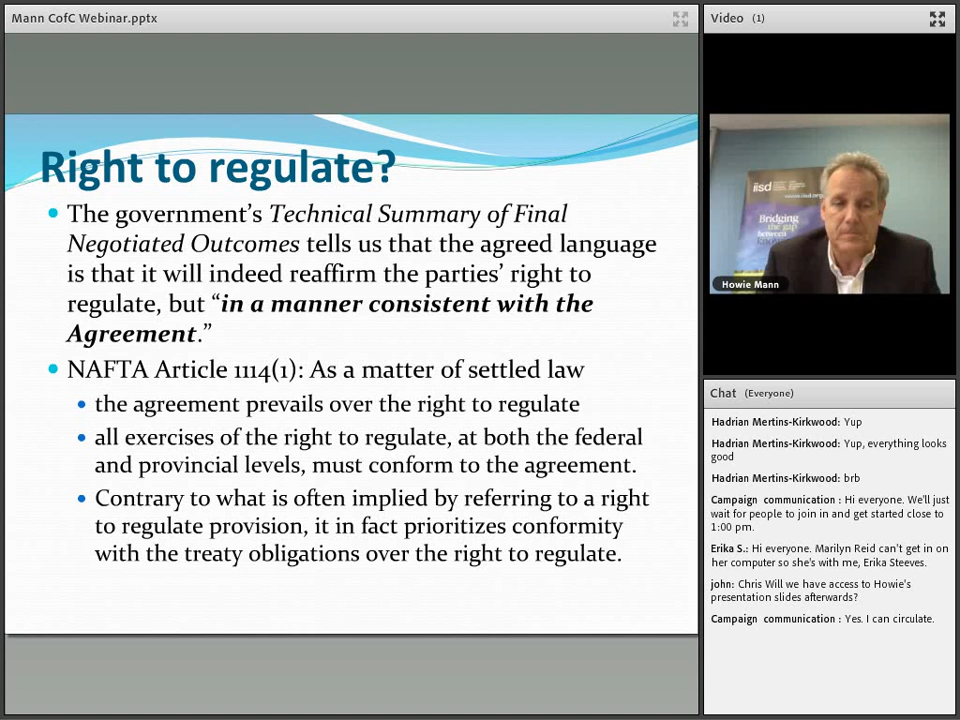 Mann CofC Webinar.pptx
Right to regulate?
• The government's Technical Summary of Final
Negotiated Outcomes tells us that the agreed language
is that it will indeed reaffirm the parties' right to
regulate, but “in a manner consistent with the
Agreement.”
• NAFTA Article 1114(1): As a matter of settled law
• the agreement prevails over the right to regulate
• all exercises of the right to regulate, at both the federal
and provincial levels, must conform to the agreement.
• Contrary to what is often implied by referring to a right
to regulate provision, it in fact prioritizes conformity
with the treaty obligations over the right to regulate.
Video (1)
iisd
Bridging
the gap
between
Howie Mann
Chat (Everyone)
Hadrian Mertins-Kirkwood: Yup
Hadrian Mertins-Kirkwood: Yup, everything looks
good
Hadrian Mertins-Kirkwood: brb
Campaign communication : Hi everyone. We'll just
wait for people to join in and get started close to
1:00 pm.
Erika S.: Hi everyone. Marilyn Reid can't get in on
her computer so she's with me, Erika Steeves.
john: Chris Will we have access to Howie's
presentation slides afterwards?
Campaign communication : Yes. I can circulate.